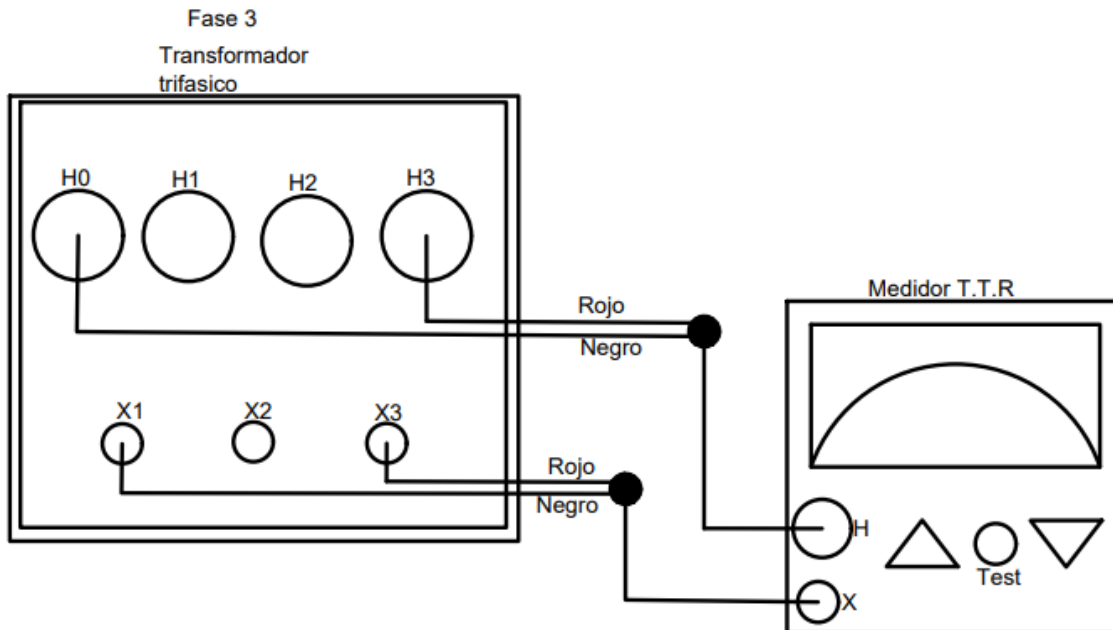 Fase 3
Transformador
trifasico
H0 H1 H2 H3
Rojo
Negro
Medidor T.T.R
X1 X2 X3
Rojo
Negro
H
Test
X